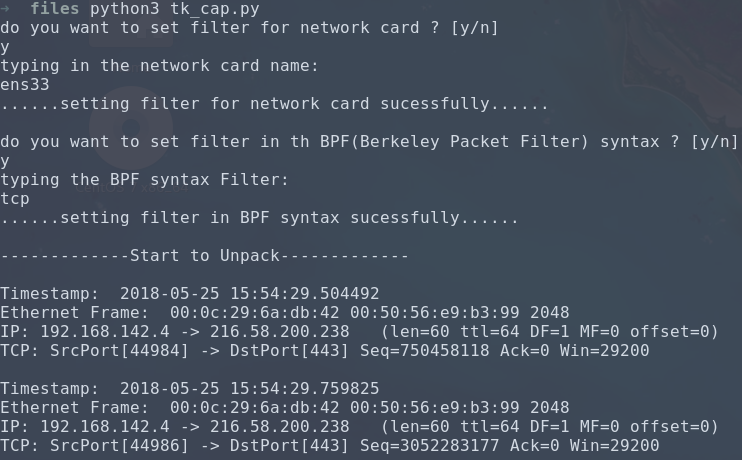 → files python3 tk_cap.py
do you want to set filter for network card ? [y/n]
y
typing in the network card name:
ens33
......setting filter for network card sucessfully......
do you want to set filter in th BPF(Berkeley Packet Filter) syntax ? [y/n]
y
typing the BPF syntax Filter:
tcp
......setting filter in BPF syntax sucessfully......
-------------Start to Unpack-------------
Timestamp:  2018-05-25 15:54:29.504492
Ethernet Frame:  00:0c:29:6a:db:42 00:50:56:e9:b3:99 2048
IP: 192.168.142.4 -> 216.58.200.238   (len=60 ttl=64 DF=1 MF=0 offset=0)
TCP: SrcPort[44984] -> DstPort[443] Seq=750458118 Ack=0 Win=29200
Timestamp:  2018-05-25 15:54:29.759825
Ethernet Frame:  00:0c:29:6a:db:42 00:50:56:e9:b3:99 2048
IP: 192.168.142.4 -> 216.58.200.238   (len=60 ttl=64 DF=1 MF=0 offset=0)
TCP: SrcPort[44986] -> DstPort[443] Seq=3052283177 Ack=0 Win=29200